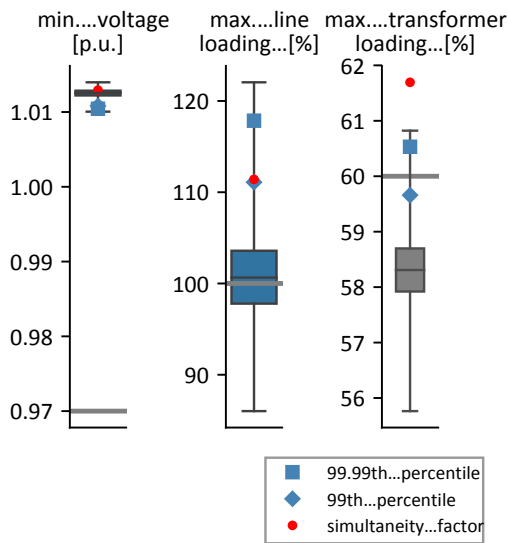 min....voltage
[p.u.]
max....line
loading...[%]
max....transformer
loading...[%]
1.01
1.00
0.99
0.98
0.97
120
110
100
90
62
61
60
59
58
57
56
55
99.99th...percentile
99th...percentile
simultaneity...factor